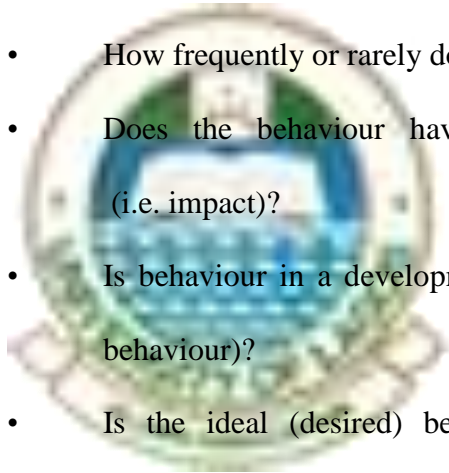 • How frequently or rarely do
• Does the behaviour hav
(i.e. impact)?
• Is behaviour in a developm
behaviour)?
• Is the ideal (desired) be